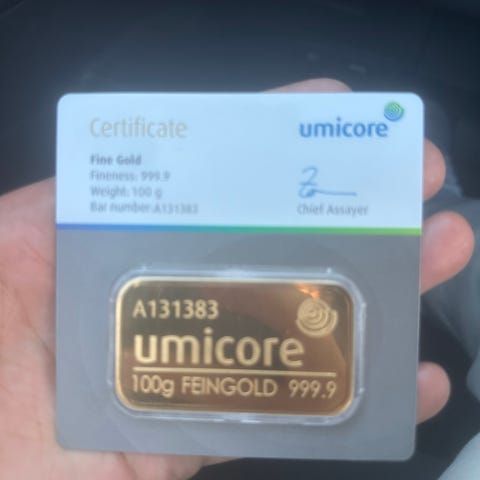 Certificate
umicore
Fine Gold
Fineness: 999.9
Weight: 100 g
Bar number:A131383
Chief Assayer
A131383
umicore
100g FEINGOLD 999.9